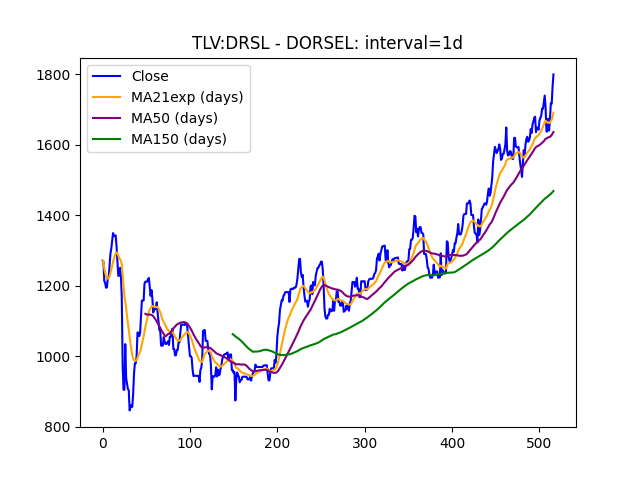 TLV:DRSL - DORSEL: interval=1d
Close
MA21exp (days)
MA50 (days)
MA150 (days)
1800
1600
1400
1200
1000
800
0 100 200 300 400 500